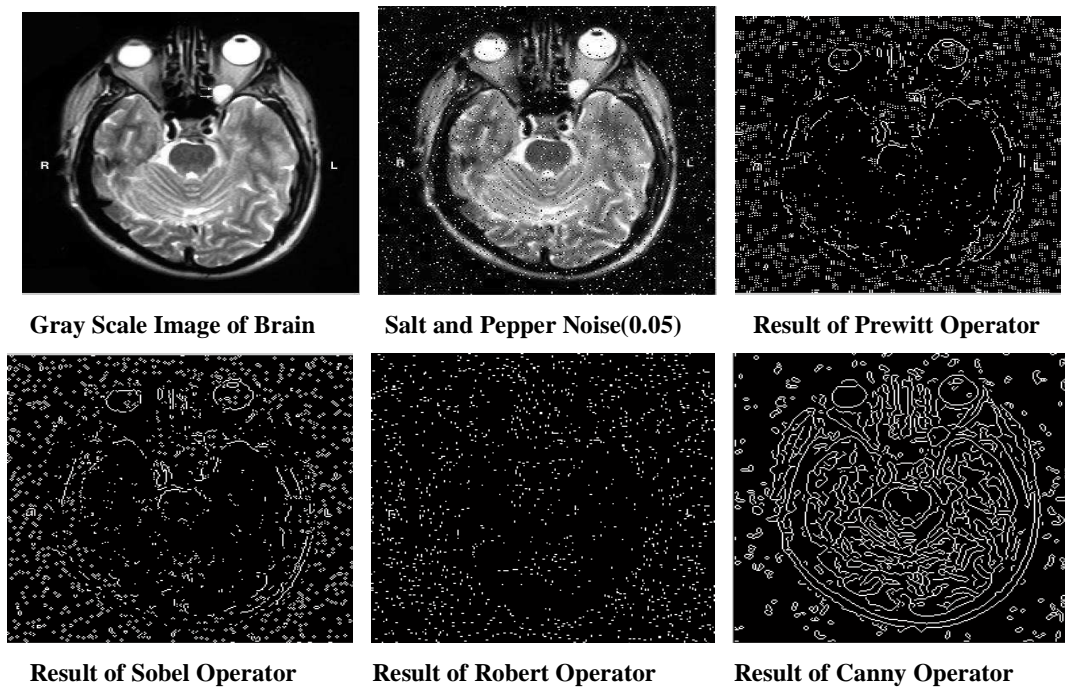 R
L
R
L
Gray Scale Image of Brain
Salt and Pepper Noise(0.05)
Result of Prewitt Operator
Result of Sobel Operator
Result of Robert Operator
Result of Canny Operator